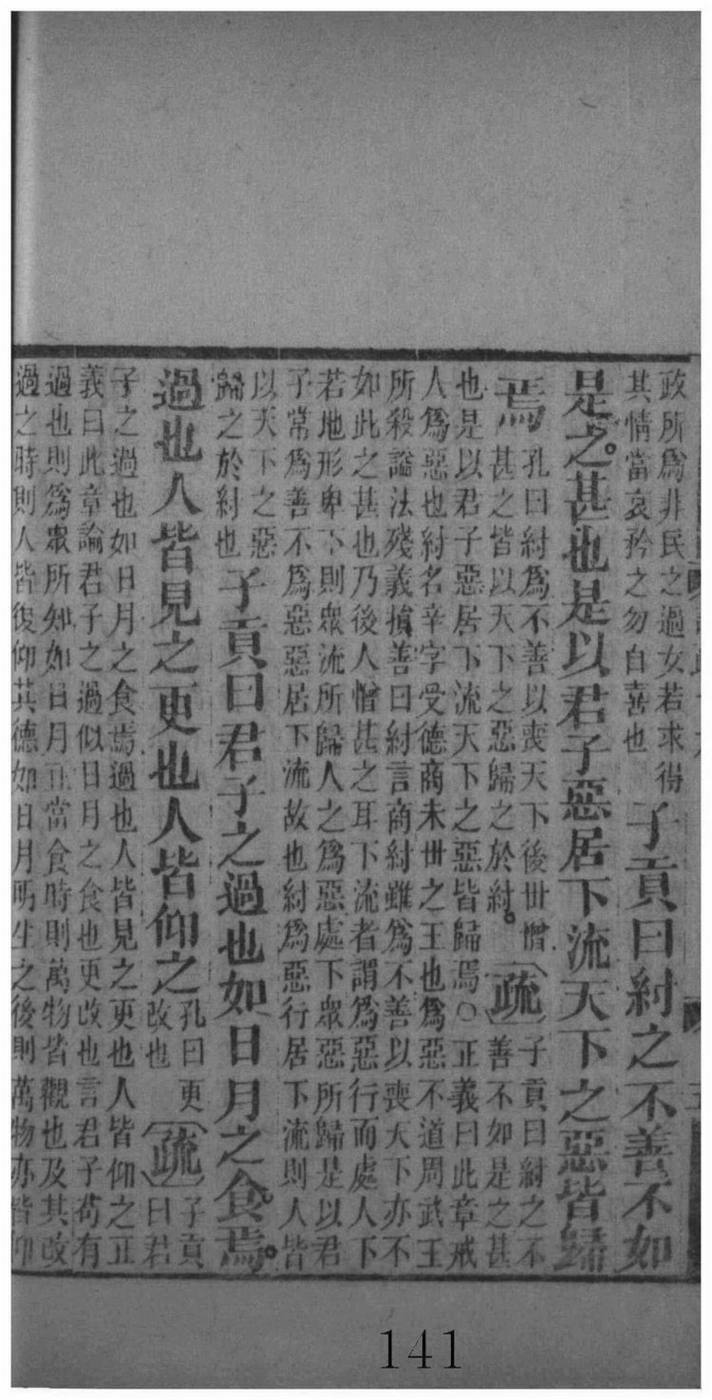 政所爲非民之過女若求得
其情當哀矜之勿自喜也
子貢曰紂之不善不如
是之。甚也是以君子惡居下流天下之惡皆歸
焉
孔曰紂爲不善以喪天下後世憎
甚之皆以天下之惡歸之於紂。
疏
子貢曰紂之不
善不如是之甚
也是以君子惡居下流天下之惡皆歸焉○正義曰此章戒
人爲惡也紂名辛字受德商末世之王也爲惡不道周武王
所殺謚法殘義損善曰紂言商紂雖爲不善以喪天下亦不
如此之甚也乃後人憎甚之耳下流者謂爲惡行而處人下
若地形卑下則眾流所歸人之爲惡處下眾惡所歸是以君
子常爲善不爲惡惡居下流故也紂爲惡行居下流則人皆
以天下之惡
歸之於紂也
子貢曰君子之過也如日月之食焉。
過也人皆見之更也人皆仰之
孔曰更
改也
疏
子貢
曰君
子之過也如日月之食焉過也人皆見之更也人皆仰之正
義曰此章論君子之過似日月之食也更改也言君子苟有
過也則爲眾所知如日月正當食時則萬物皆觀也及其改
過之時則人皆復仰其德如日月明生之後則萬物亦皆仰
141